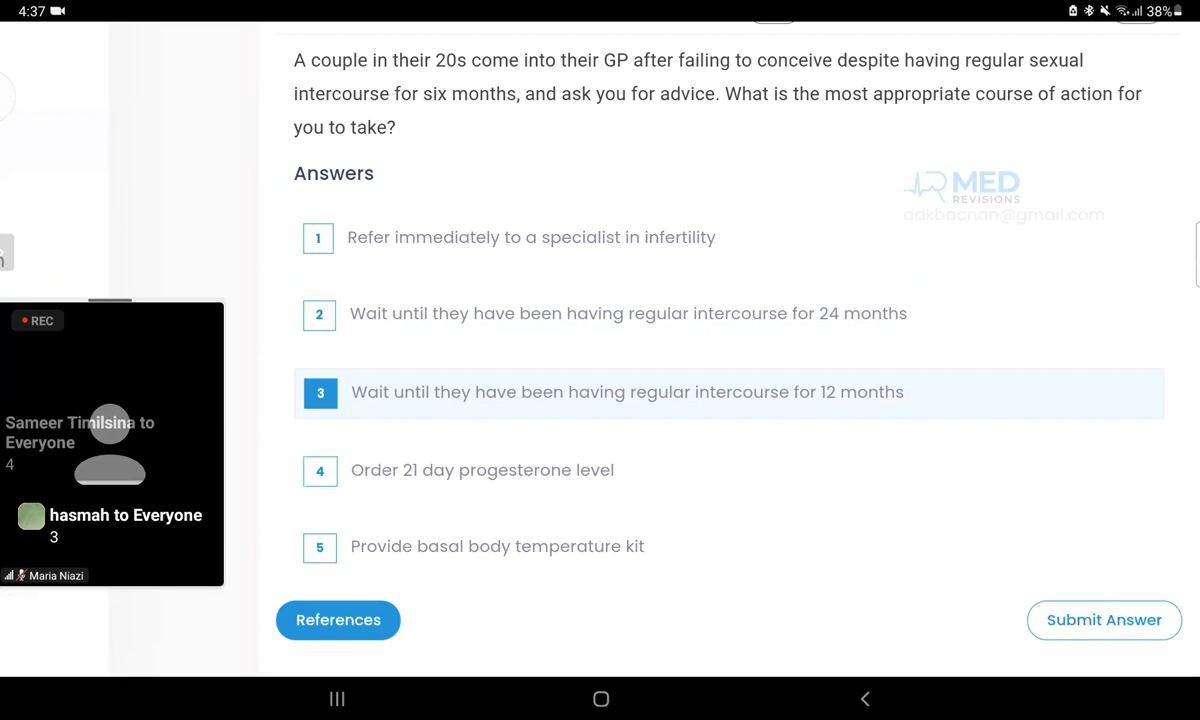 4:37
38%
A couple in their 20s come into their GP after failing to conceive despite having regular sexual
intercourse for six months, and ask you for advice. What is the most appropriate course of action for
you to take?
Answers
MED
REVISIONS
adkbacnan@gmail.com
1 Refer immediately to a specialist in infertility
2 Wait until they have been having regular intercourse for 24 months
3 Wait until they have been having regular intercourse for 12 months
4 Order 21 day progesterone level
5 Provide basal body temperature kit
References
Submit Answer
REC
Sameer Timilsina to
Everyone
4
hasmah to Everyone
3
Maria Niazi